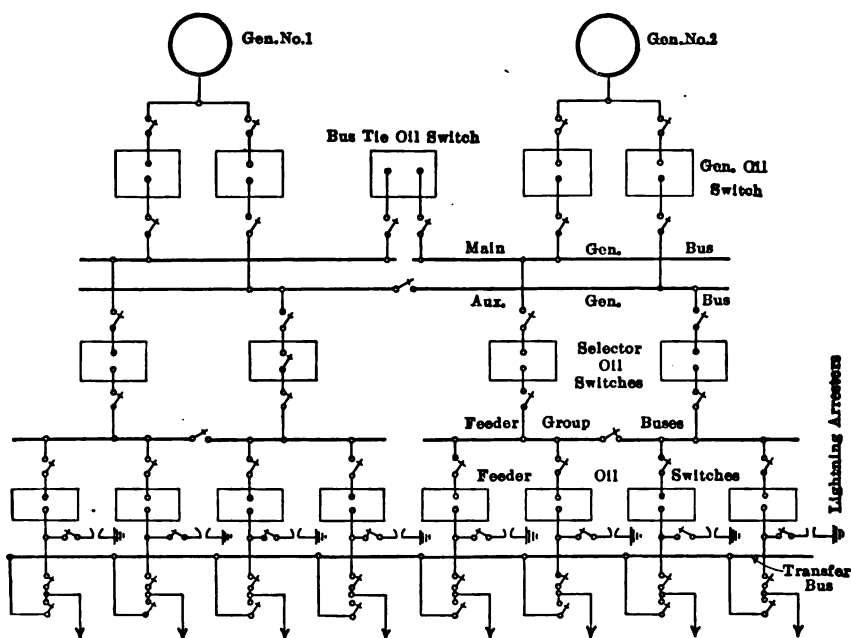 Gen. No. 1
Gen. No. 2
Bus Tie Oil Switch
Gen. Oil
Switch
Main Gen. Bus
Aux. Gen. Bus
Selector
Oil
Switches
Feeder Group Buses
Feeder Oil Switches
Lightning Arresters
Transfer
Bus